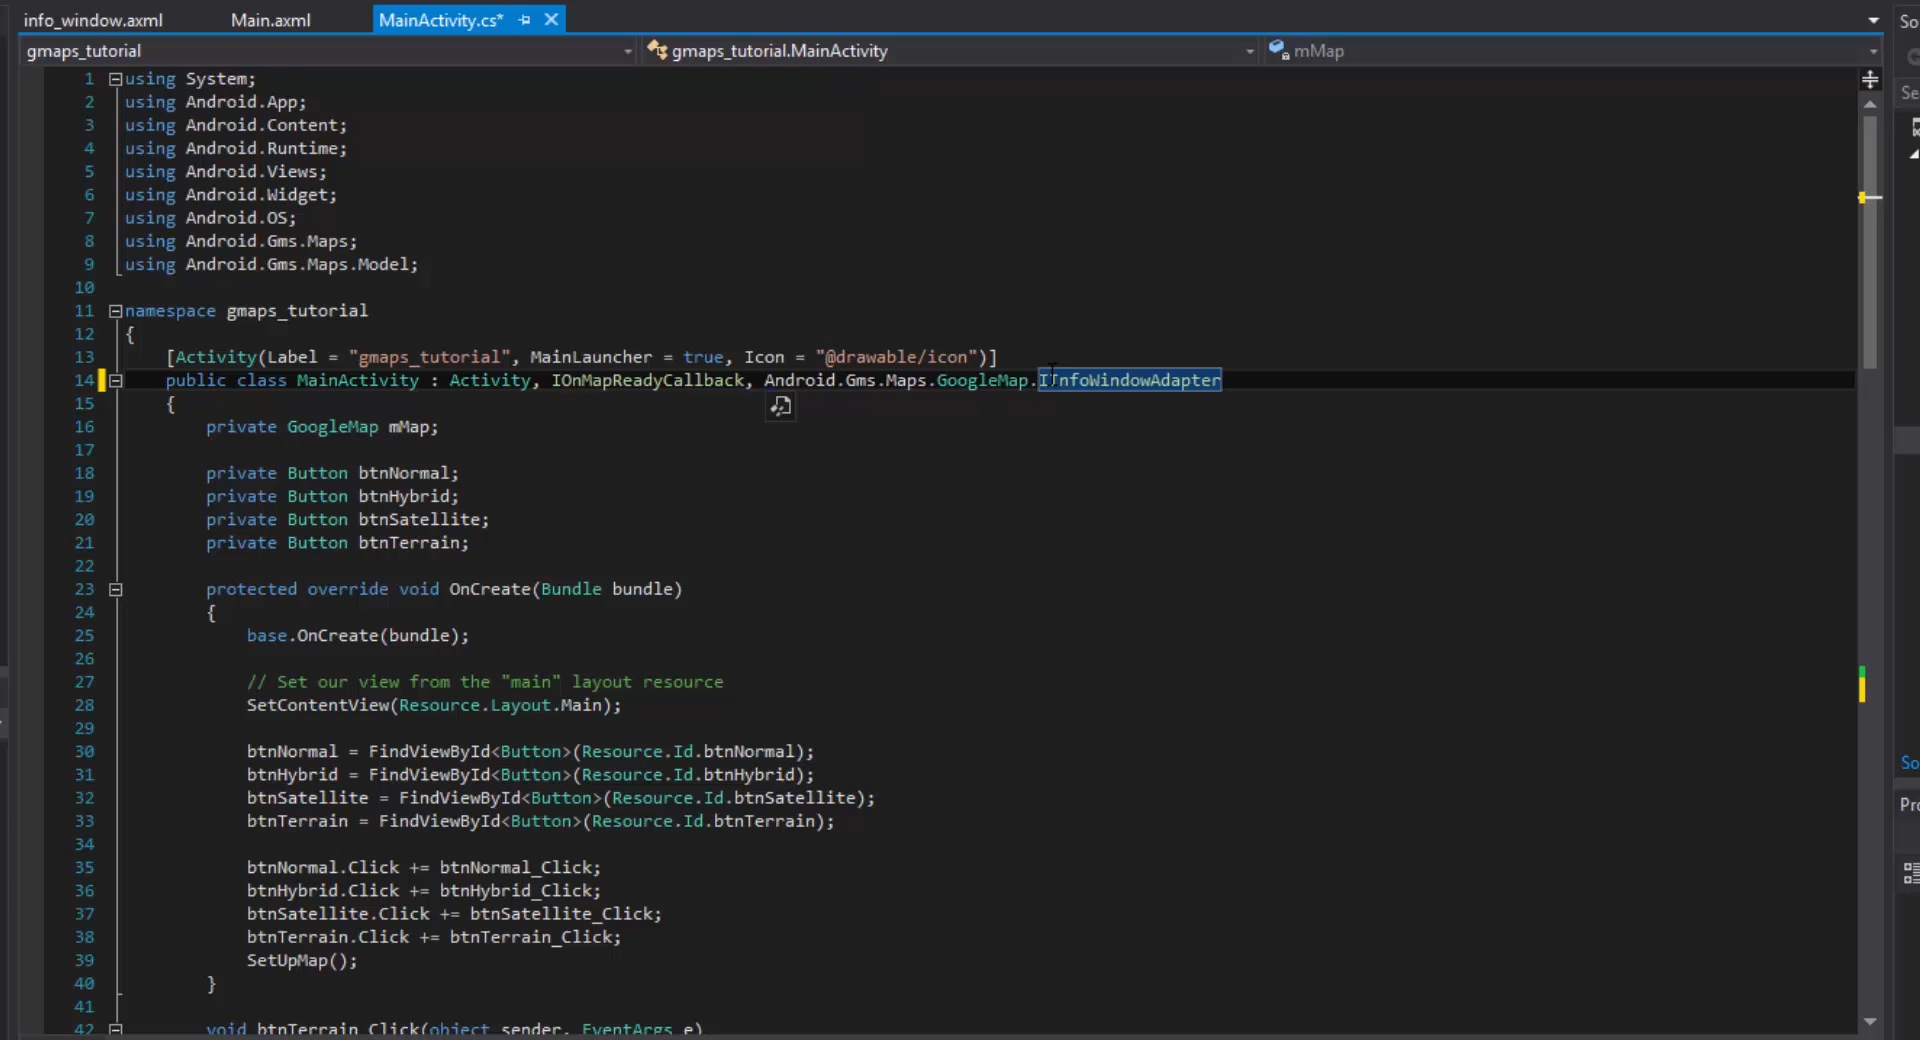 info_window.axml Main.axml MainActivity.cs* So
gmaps_tutorial gmaps_tutorial.MainActivity mMap
1 using System;
2 using Android.App;
Se
3 using Android.Content;
4 using Android.Runtime;
5 using Android.Views;
6 using Android.Widget;
7 using Android.OS;
8 using Android.Gms.Maps;
9 using Android.Gms.Maps.Model;
10
11 namespace gmaps_tutorial
12 {
13 [Activity(Label = "gmaps_tutorial", MainLauncher = true, Icon = "@drawable/icon")]
14 public class MainActivity : Activity, IOnMapReadyCallback, Android.Gms.Maps.GoogleMap.IInfoWindowAdapter
15 {
16 private GoogleMap mMap;
17
18 private Button btnNormal;
19 private Button btnHybrid;
20 private Button btnSatellite;
21 private Button btnTerrain;
22
23 protected override void OnCreate(Bundle bundle)
24 {
25 base.OnCreate(bundle);
26
27 // Set our view from the "main" layout resource
28 SetContentView(Resource.Layout.Main);
29
30 btnNormal = FindViewById<Button>(Resource.Id.btnNormal);
So
31 btnHybrid = FindViewById<Button>(Resource.Id.btnHybrid);
32 btnSatellite = FindViewById<Button>(Resource.Id.btnSatellite);
Pro
33 btnTerrain = FindViewById<Button>(Resource.Id.btnTerrain);
34
35 btnNormal.Click += btnNormal_Click;
36 btnHybrid.Click += btnHybrid_Click;
37 btnSatellite.Click += btnSatellite_Click;
38 btnTerrain.Click += btnTerrain_Click;
39 SetUpMap();
40 }
41
42 void btnTerrain_Click(object sender, EventArgs e)